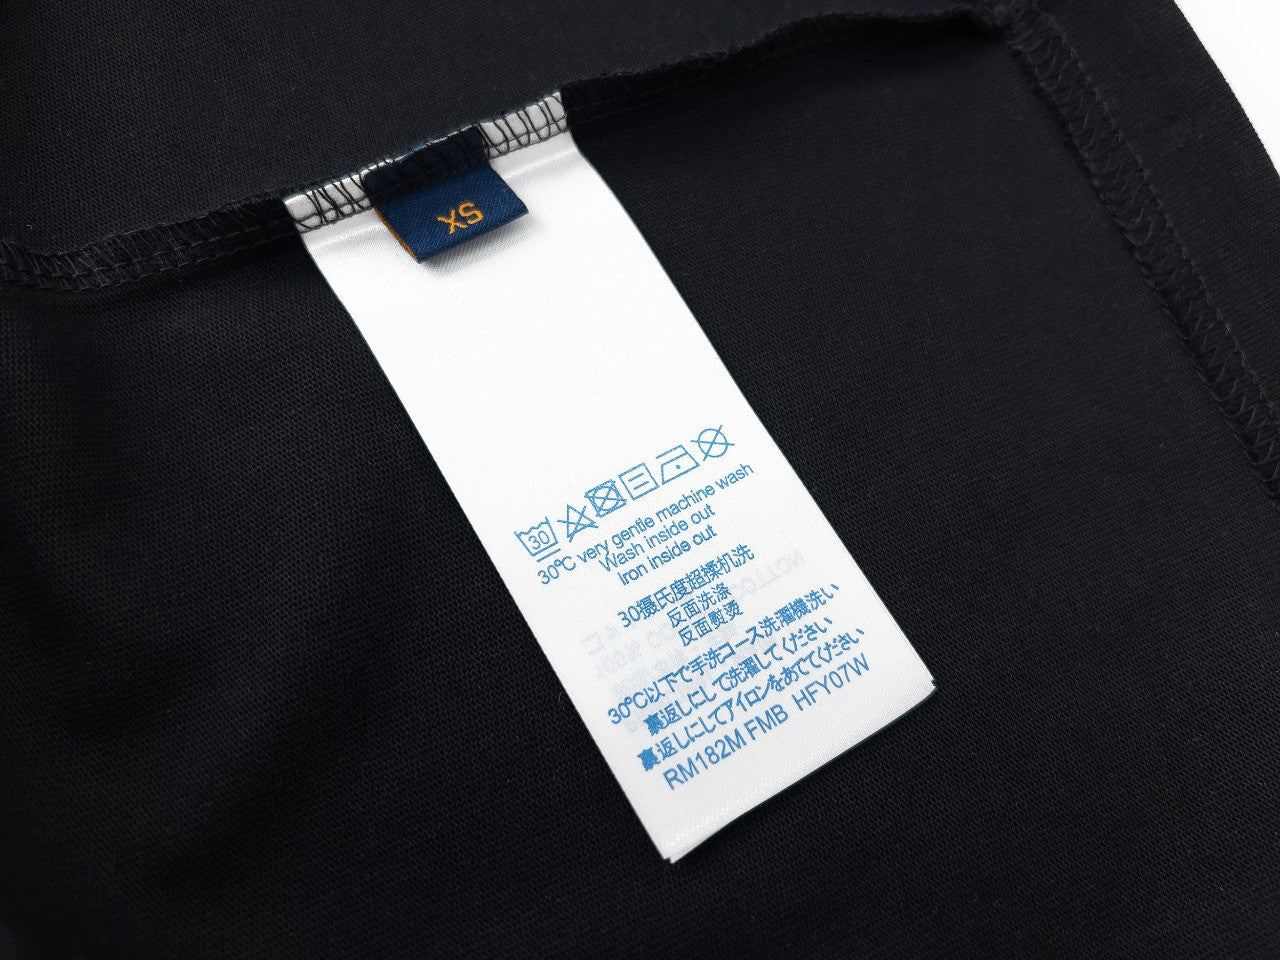 XS
30
30°C very gentle machine wash
Wash inside out
Iron inside out
30摄氏度超揉机洗
反面洗涤
反面熨烫
30℃以下で手洗コース洗濯機洗い
裏返しにして洗濯してください
裏返しにしてアイロンをあててください
RM182M FMB HFY07W